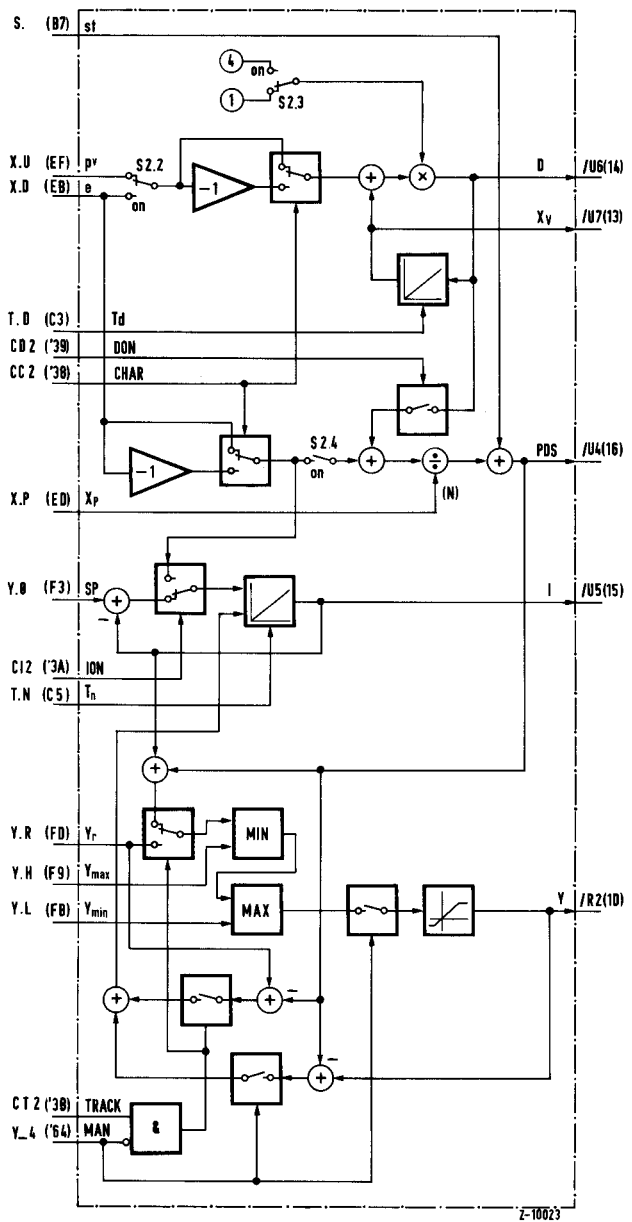 S. (B7) st
4
on
1
S2.3
X.U (EF) pv S2.2
X.D (EB) e
on
-1
+ × D /U6(14)
Xv /U7(13)
T.D (C3) Td
CD2 ('39) DON
CC2 ('38) CHAR
S2.4
on
-1
+ ÷ + PDS /U4(16)
(N)
X.P (ED) Xp
Y.0 (F3) SP + I /U5(15)
−
CI2 ('3A) ION
T.N (C5) Tn
+
Y.R (FD) Yr
MIN
Y.H (F9) Ymax
Y.L (FB) Ymin
MAX
Y /R2(1D)
+ + −
+ −
CT2 ('3B) TRACK
&
Y_4 ('64) MAN
Z-10023